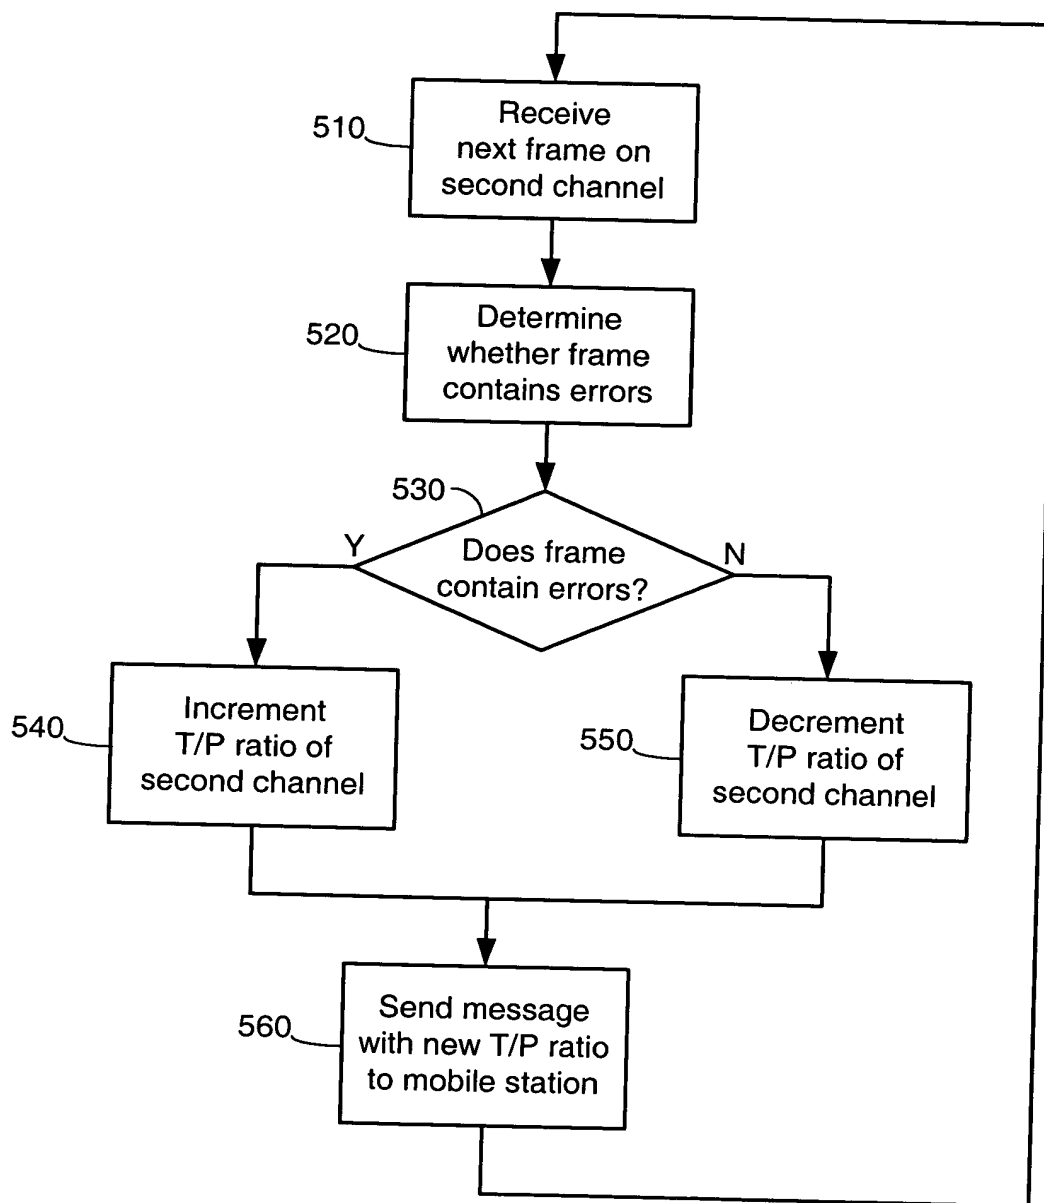 510
Receive
next frame on
second channel
520
Determine
whether frame
contains errors
530
Y
Does frame
contain errors?
N
540
Increment
T/P ratio of
second channel
550
Decrement
T/P ratio of
second channel
560
Send message
with new T/P ratio
to mobile station